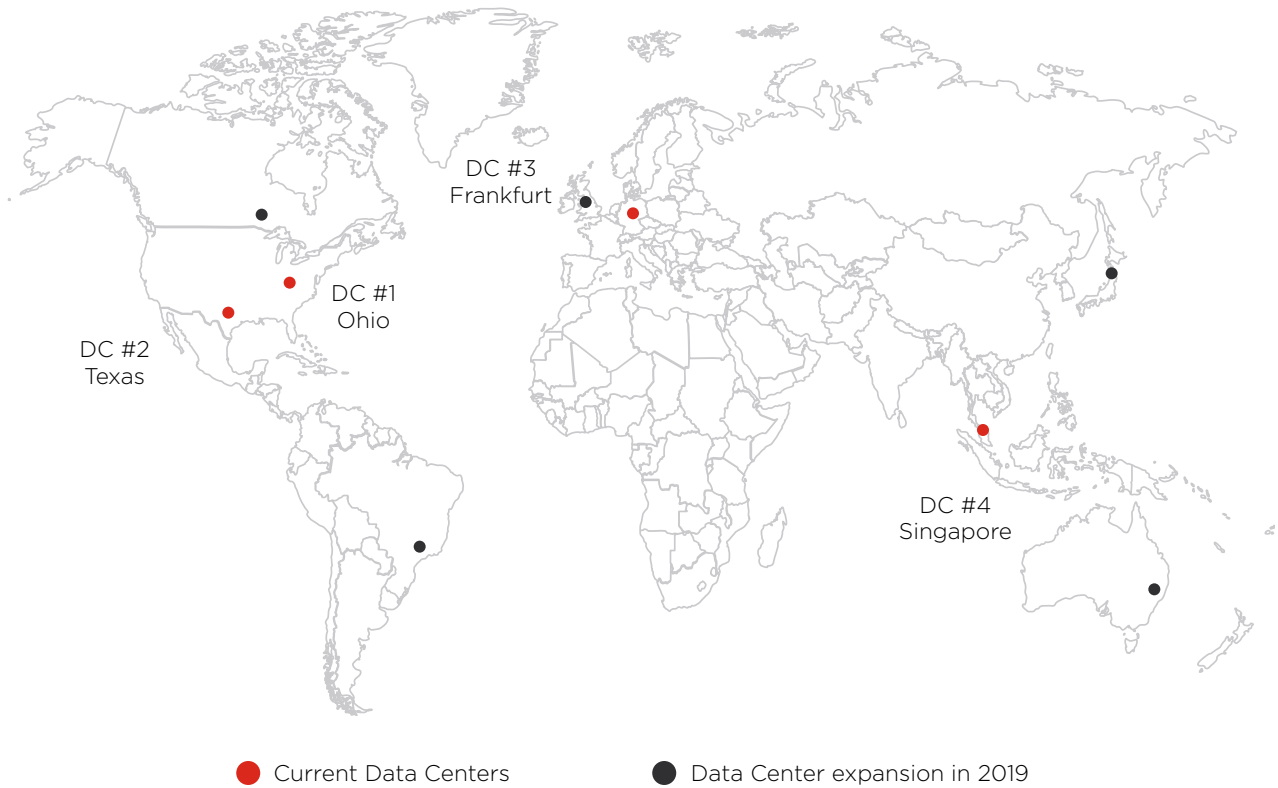 DC #3
Frankfurt
DC #1
Ohio
DC #2
Texas
DC #4
Singapore
Current Data Centers
Data Center expansion in 2019